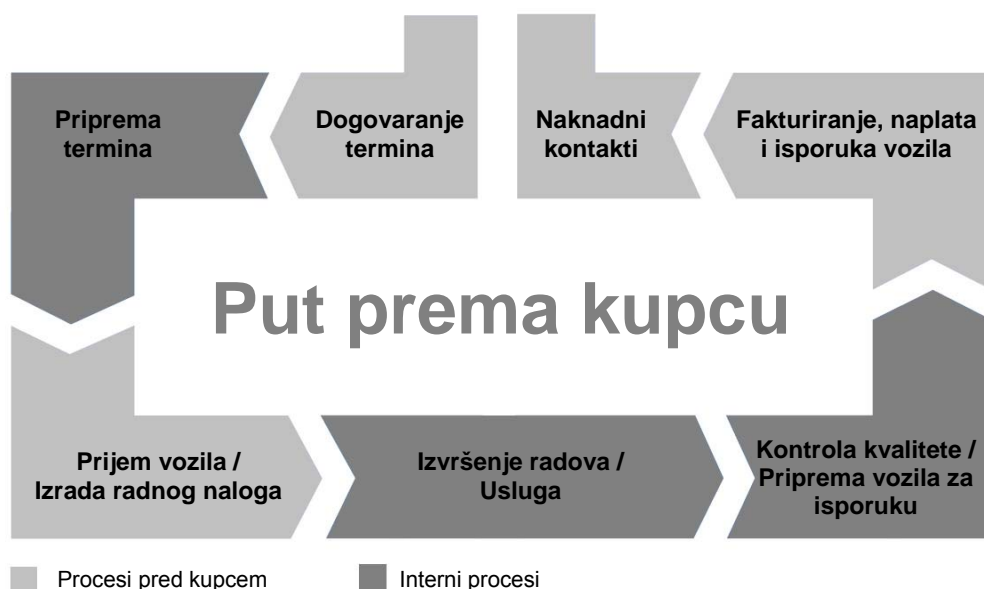 Priprema
termina
Dogovaranje
termina
Naknadni
kontakti
Fakturiranje, naplata
i isporuka vozila
Put prema kupcu
Prijem vozila /
Izrada radnog naloga
Izvršenje radova /
Usluga
Kontrola kvalitete /
Priprema vozila za
isporuku
Procesi pred kupcem
Interni procesi